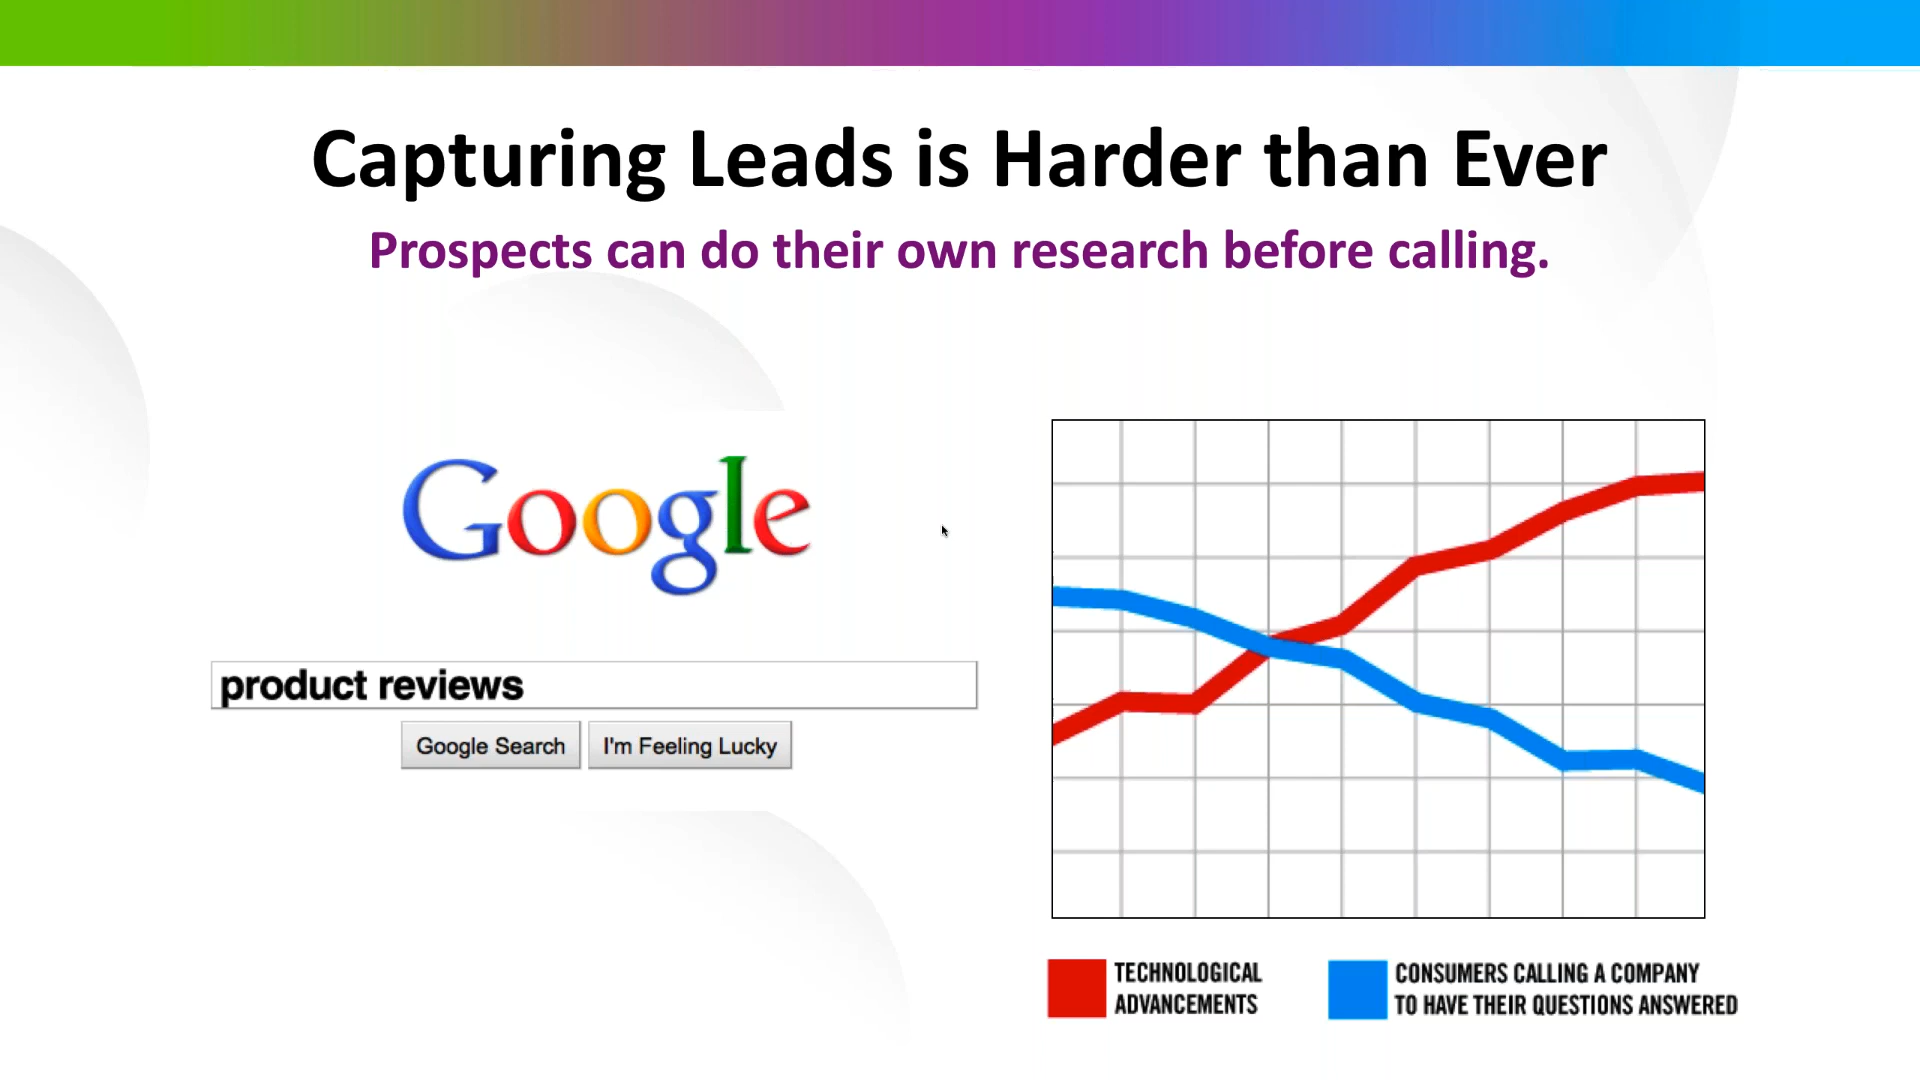 Capturing Leads is Harder than Ever
Prospects can do their own research before calling.
Google
product reviews
Google Search
I'm Feeling Lucky
TECHNOLOGICAL
ADVANCEMENTS
CONSUMERS CALLING A COMPANY
TO HAVE THEIR QUESTIONS ANSWERED